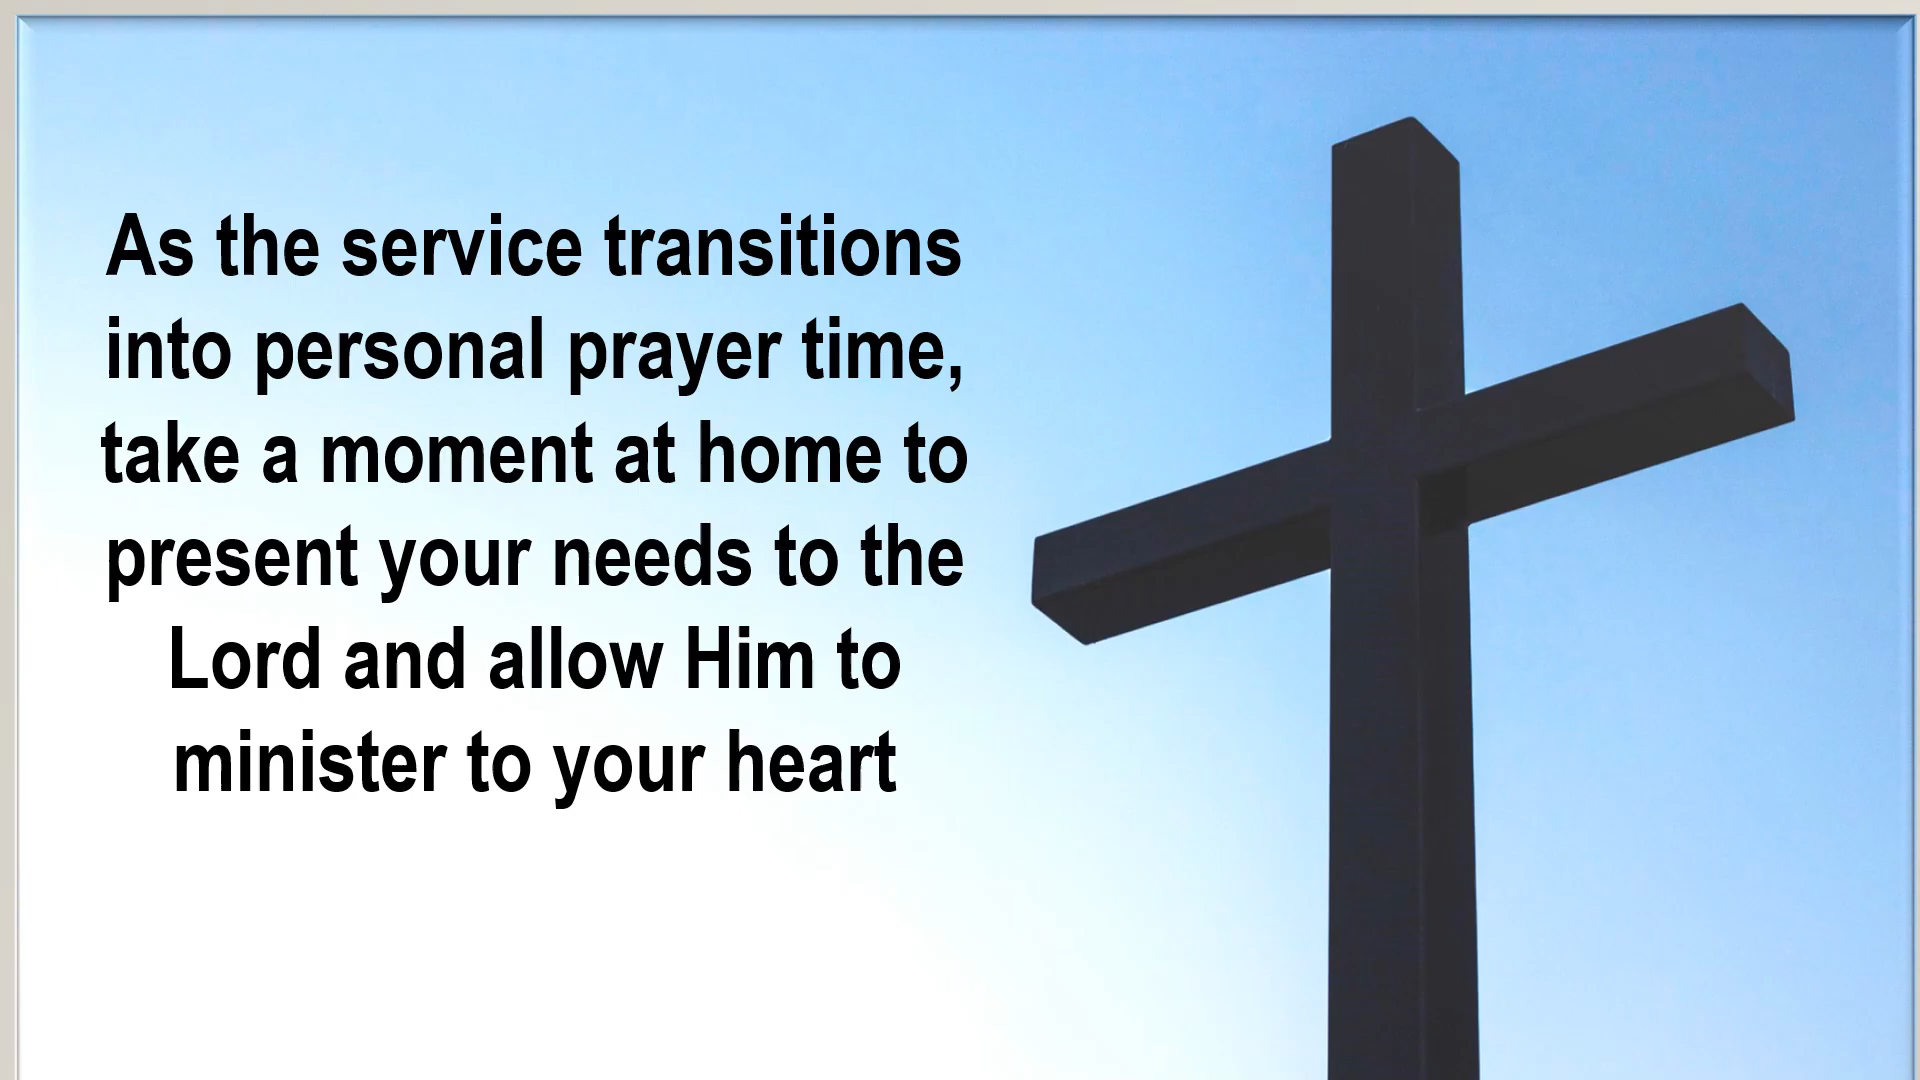 As the service transitions
into personal prayer time,
take a moment at home to
present your needs to the
Lord and allow Him to
minister to your heart